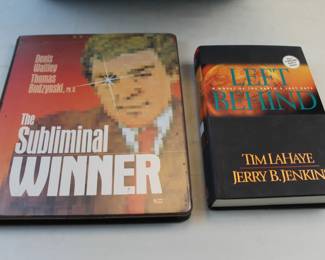 Denis Waitley
Thomas
Budzynski, Ph.D.
The
Subliminal
WINNER
LEFT
A NOVEL OF THE EARTH'S LAST DAYS
BEHIND
TIM LAHAYE
JERRY B. JENKINS